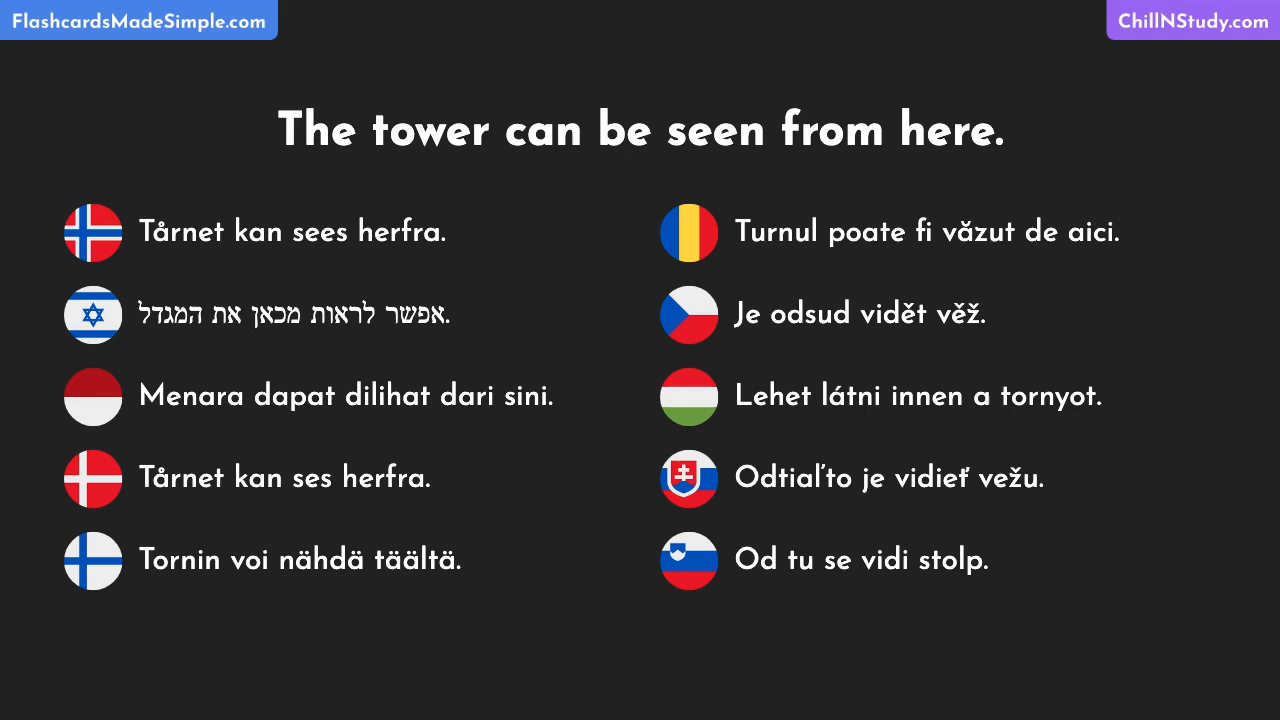 FlashcardsMadeSimple.com
ChillNStudy.com
The tower can be seen from here.
Tårnet kan sees herfra.
אפשר לראות מכאן את המגדל.
Menara dapat dilihat dari sini.
Tårnet kan ses herfra.
Tornin voi nähdä täältä.
Turnul poate fi văzut de aici.
Je odsud vidět věž.
Lehet látni innen a tornyot.
Odtiaľto je vidieť vežu.
Od tu se vidi stolp.